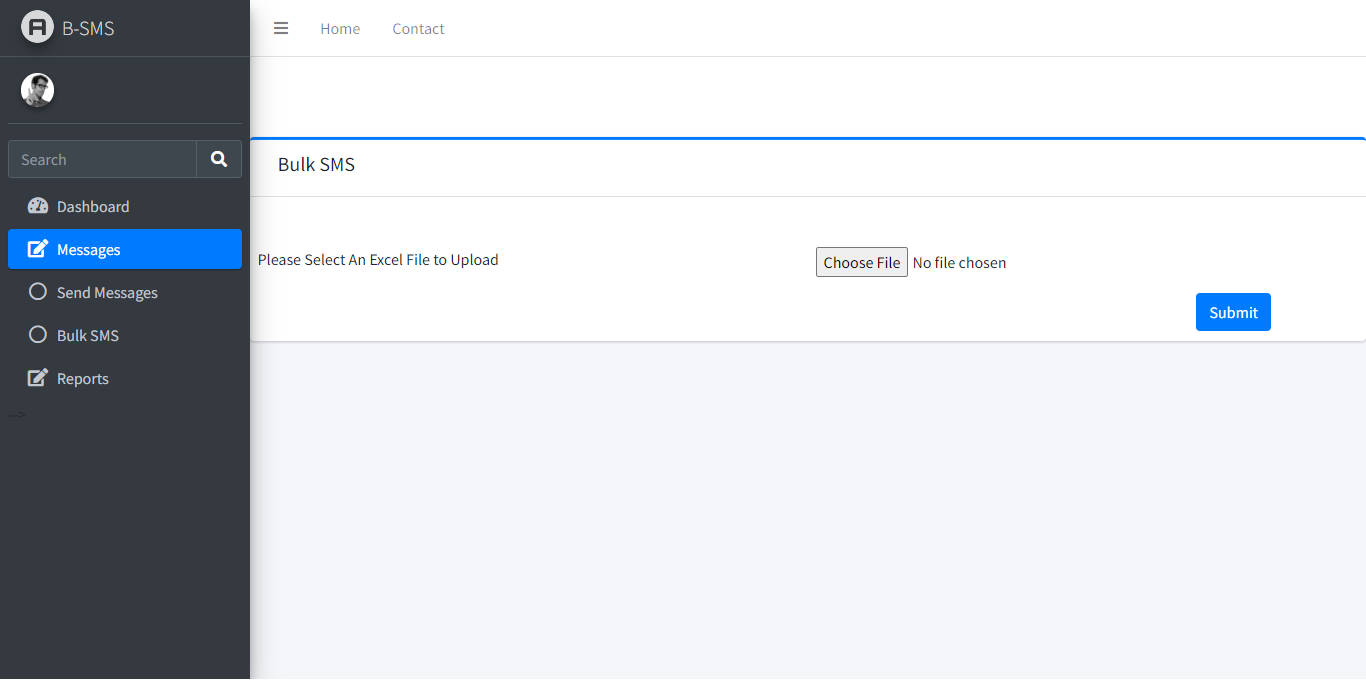 B-SMS
Home Contact
Search
Dashboard
Messages
Send Messages
Bulk SMS
Reports
-->
Bulk SMS
Please Select An Excel File to Upload
Choose File No file chosen
Submit